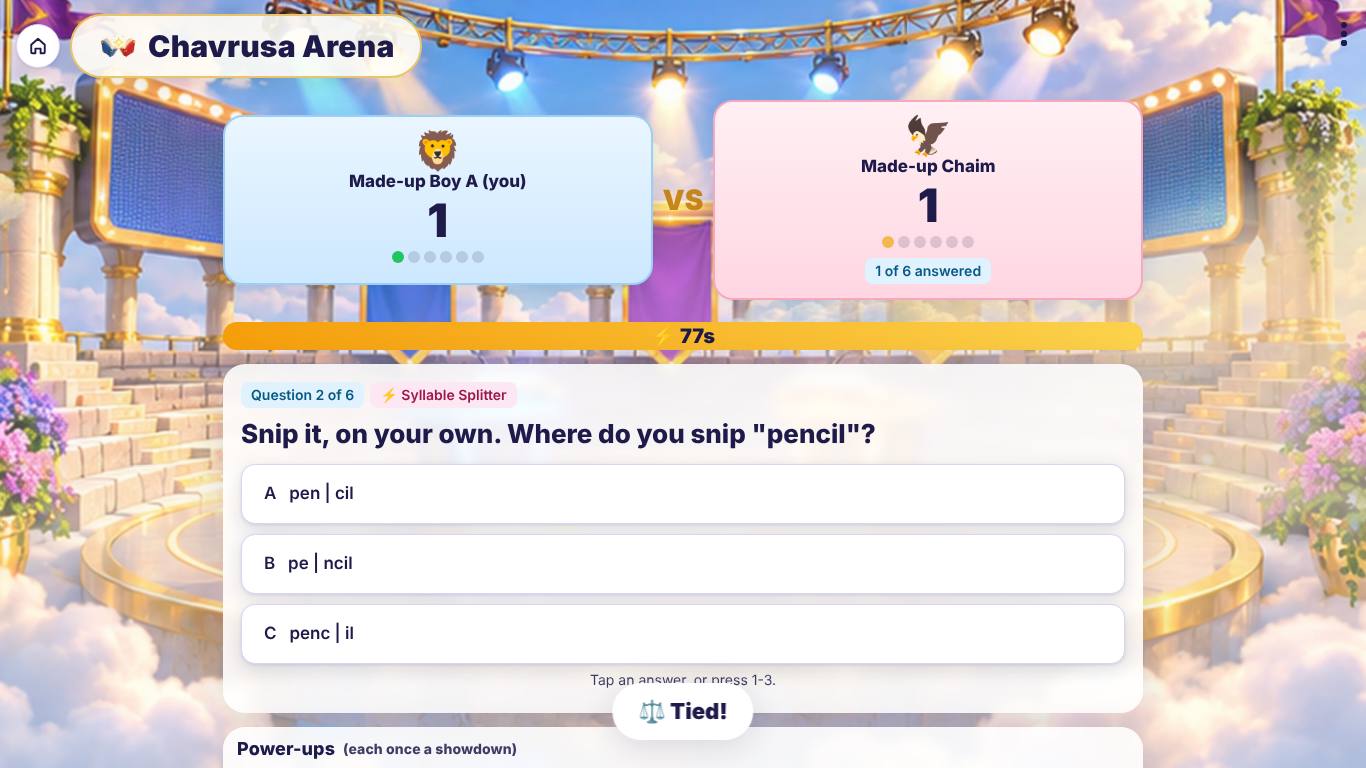 Chavrusa Arena
Made-up Boy A (you)
1
VS
Made-up Chaim
1
1 of 6 answered
⚡ 77s
Question 2 of 6
⚡ Syllable Splitter
Snip it, on your own. Where do you snip "pencil"?
A pen | cil
B pe | ncil
C penc | il
Tap an answer, or press 1-3.
⚖️ Tied!
Power-ups (each once a showdown)